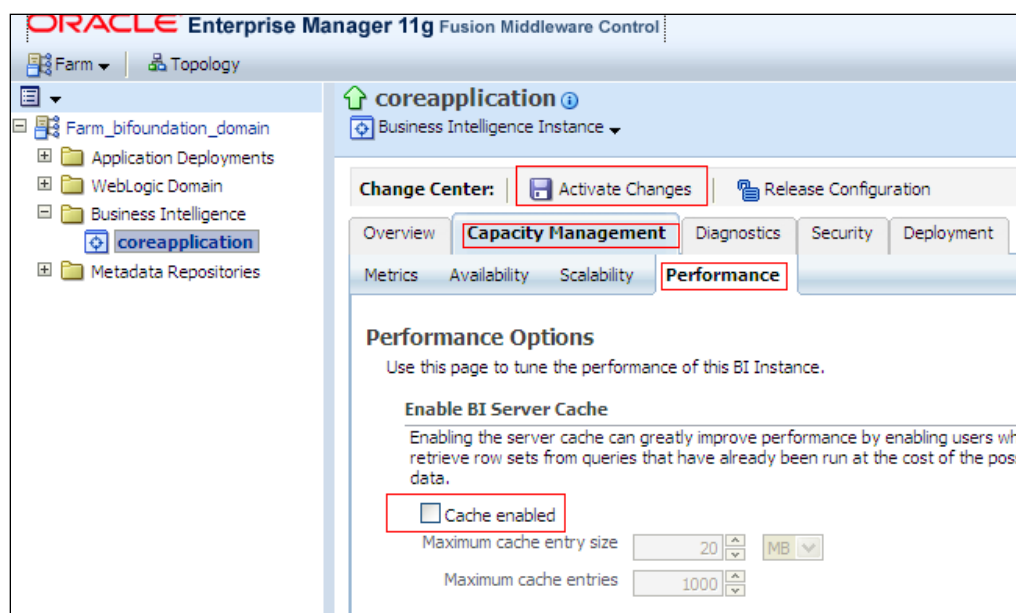 ORACLE Enterprise Manager 11g Fusion Middleware Control
Farm Topology
coreapplication
Business Intelligence Instance
Farm_bifoundation_domain
Application Deployments
WebLogic Domain
Business Intelligence
coreapplication
Metadata Repositories
Change Center: Activate Changes Release Configuration
Overview Capacity Management Diagnostics Security Deployment
Metrics Availability Scalability Performance
Performance Options
Use this page to tune the performance of this BI Instance.
Enable BI Server Cache
Enabling the server cache can greatly improve performance by enabling users
retrieve row sets from queries that have already been run at the cost of the
data.
Cache enabled
Maximum cache entry size 20 MB
Maximum cache entries 1000